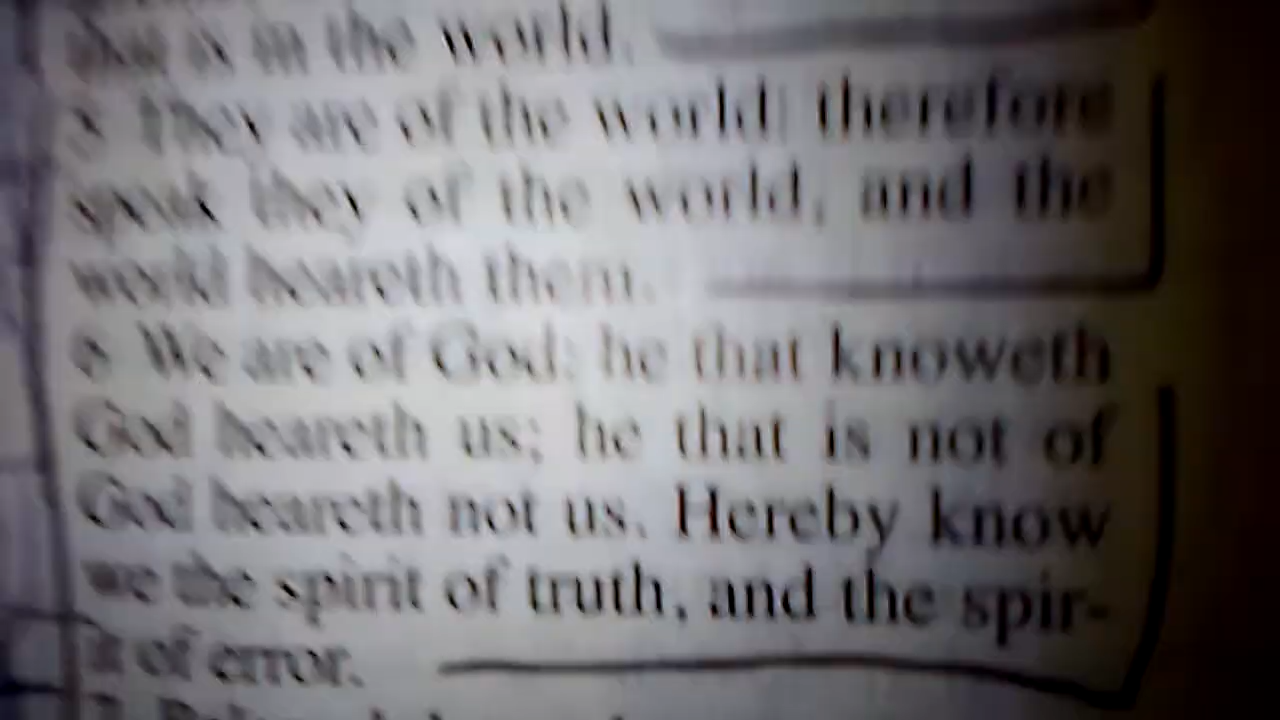 that is in the world.
5 They are of the world: therefore
speak they of the world, and the
world heareth them.
6 We are of God: he that knoweth
God heareth us; he that is not of
God heareth not us. Hereby know
we the spirit of truth, and the spir-
it of error.